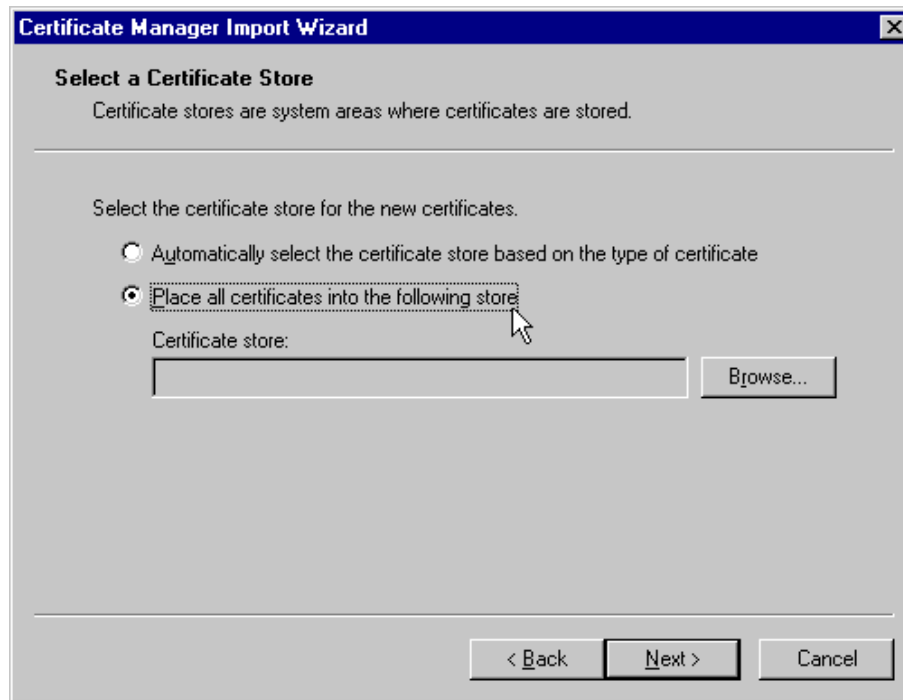 Certificate Manager Import Wizard
Select a Certificate Store
Certificate stores are system areas where certificates are stored.
Select the certificate store for the new certificates.
Automatically select the certificate store based on the type of certificate
Place all certificates into the following store
Certificate store:
Browse...
< Back Next > Cancel